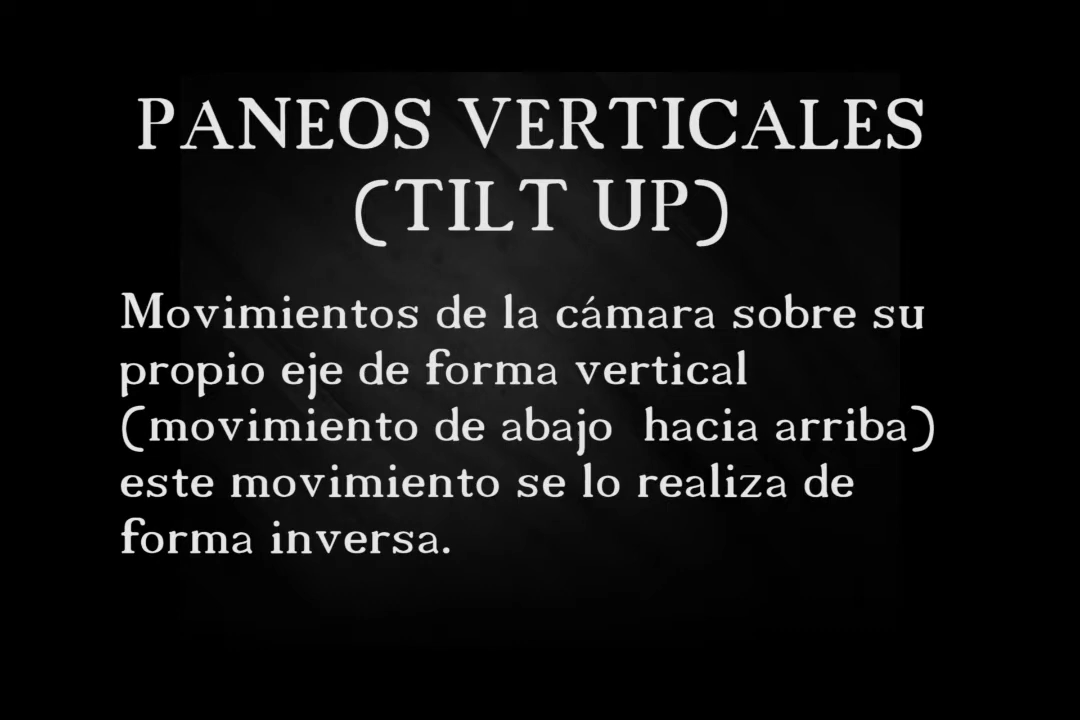 PANEOS VERTICALES
(TILT UP)
Movimientos de la cámara sobre su
propio eje de forma vertical
(movimiento de abajo  hacia arriba)
este movimiento se lo realiza de
forma inversa.